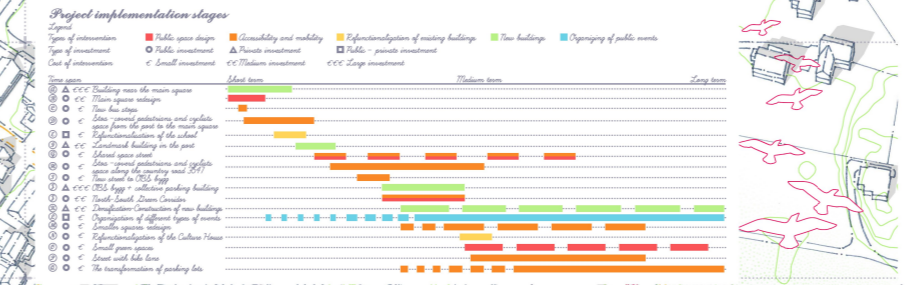 Project implementation stages
Legend
Types of intervention Public space design Accessibility and mobility Refunctionalization of existing buildings New buildings Organizing of public events
Type of investment Public investment Private investment Public - private investment
Cost of intervention € Small investment €€ Medium investment €€€ Large investment
Time span Short term Medium term Long term
€€€ Building near the main square
€€ Main square redesign
€ New bus stops
€ Stoa-coverd pedestrians and cyclists
space from the port to the main square
€ Refunctionalisation of the school
€€ Landmark building in the port
€ Shared space street
€ Stoa-coverd pedestrians and cyclists
space along the country road
€ New street to OBS bygg
€€€ OBS bygg + collective parking building
€€ North-South Green Corridor
€€ Densification-Construction of new buildings
€ Organization of different types of events
€ Smaller squares redesign
€ Refunctionalization of the Culture House
€ Small green spaces
€ Street with bike lane
€ The transformation of parking lots